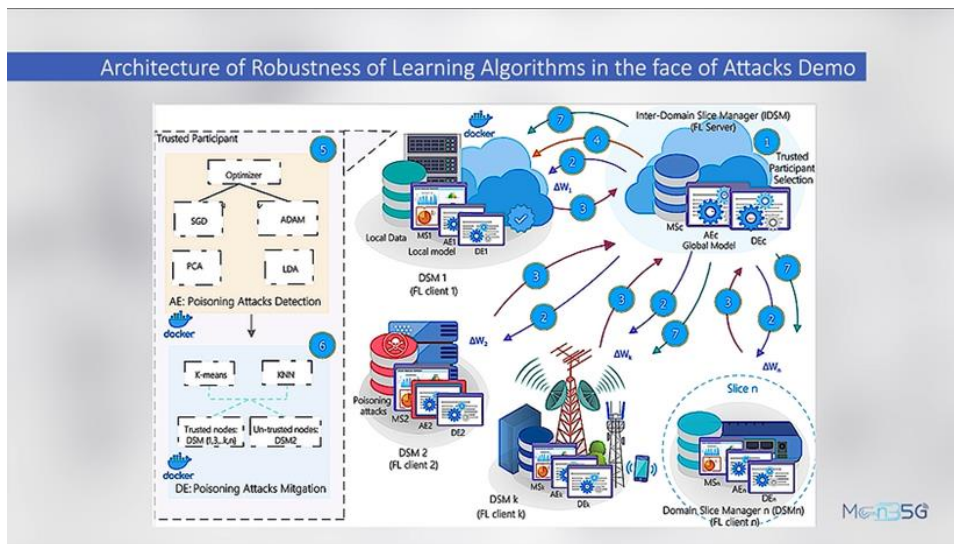 Architecture of Robustness of Learning Algorithms in the face of Attacks Demo
Trusted Participant
5
Optimizer
SGD
ADAM
PCA
LDA
AE: Poisoning Attacks Detection
docker
6
K-means
KNN
Trusted nodes:
DSM (1,3,..k,n)
Un-trusted nodes:
DSM2
docker
DE: Poisoning Attacks Mitgation
docker
Local Data
MS1
AE1
DE1
Local model
DSM 1
(FL client 1)
7
4
2
ΔW₁
3
Inter-Domain Slice Manager (IDSM)
(FL Server)
1
Trusted
Participant
Selection
MSc
AEc
DEc
Global Model
3
2
ΔW₂
Poisoning
attacks
MS2
AE2
DE2
DSM 2
(FL client 2)
3
2
7
ΔWₖ
MSk
AEk
DEk
DSM k
(FL client k)
3
2
7
ΔWₙ
Slice n
MSn
AEn
DEn
Domain Slice Manager n (DSMn)
(FL client n)
Mon5G